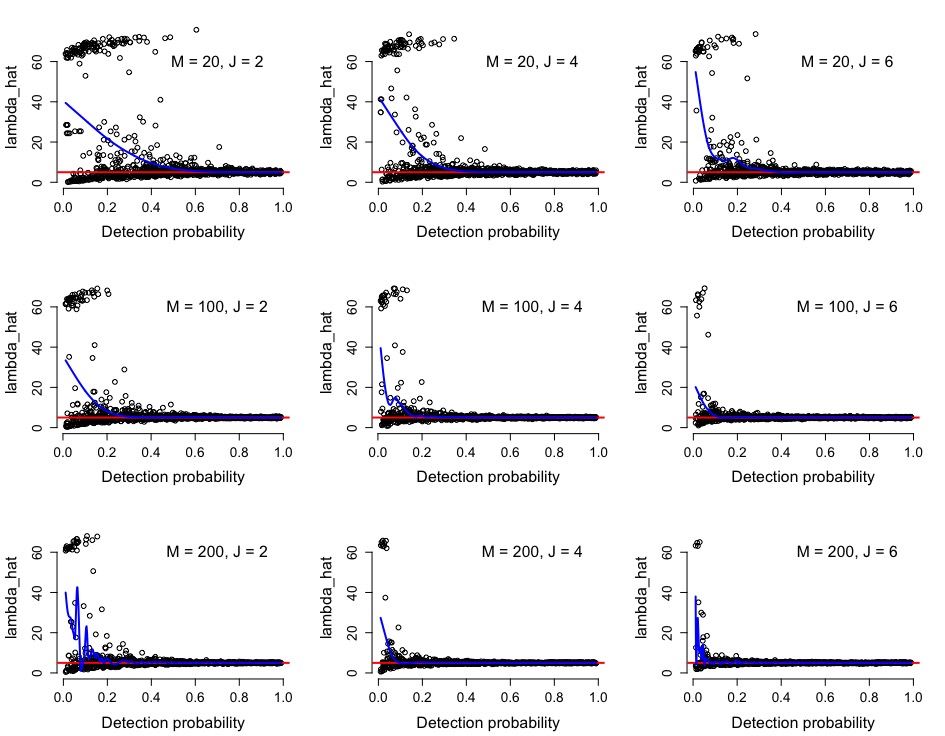 M = 20, J = 2
lambda_hat
0 20 40 60
0.0 0.2 0.4 0.6 0.8 1.0
Detection probability
M = 20, J = 4
lambda_hat
0 20 40 60
0.0 0.2 0.4 0.6 0.8 1.0
Detection probability
M = 20, J = 6
lambda_hat
0 20 40 60
0.0 0.2 0.4 0.6 0.8 1.0
Detection probability
M = 100, J = 2
lambda_hat
0 20 40 60
0.0 0.2 0.4 0.6 0.8 1.0
Detection probability
M = 100, J = 4
lambda_hat
0 20 40 60
0.0 0.2 0.4 0.6 0.8 1.0
Detection probability
M = 100, J = 6
lambda_hat
0 20 40 60
0.0 0.2 0.4 0.6 0.8 1.0
Detection probability
M = 200, J = 2
lambda_hat
0 20 40 60
0.0 0.2 0.4 0.6 0.8 1.0
Detection probability
M = 200, J = 4
lambda_hat
0 20 40 60
0.0 0.2 0.4 0.6 0.8 1.0
Detection probability
M = 200, J = 6
lambda_hat
0 20 40 60
0.0 0.2 0.4 0.6 0.8 1.0
Detection probability